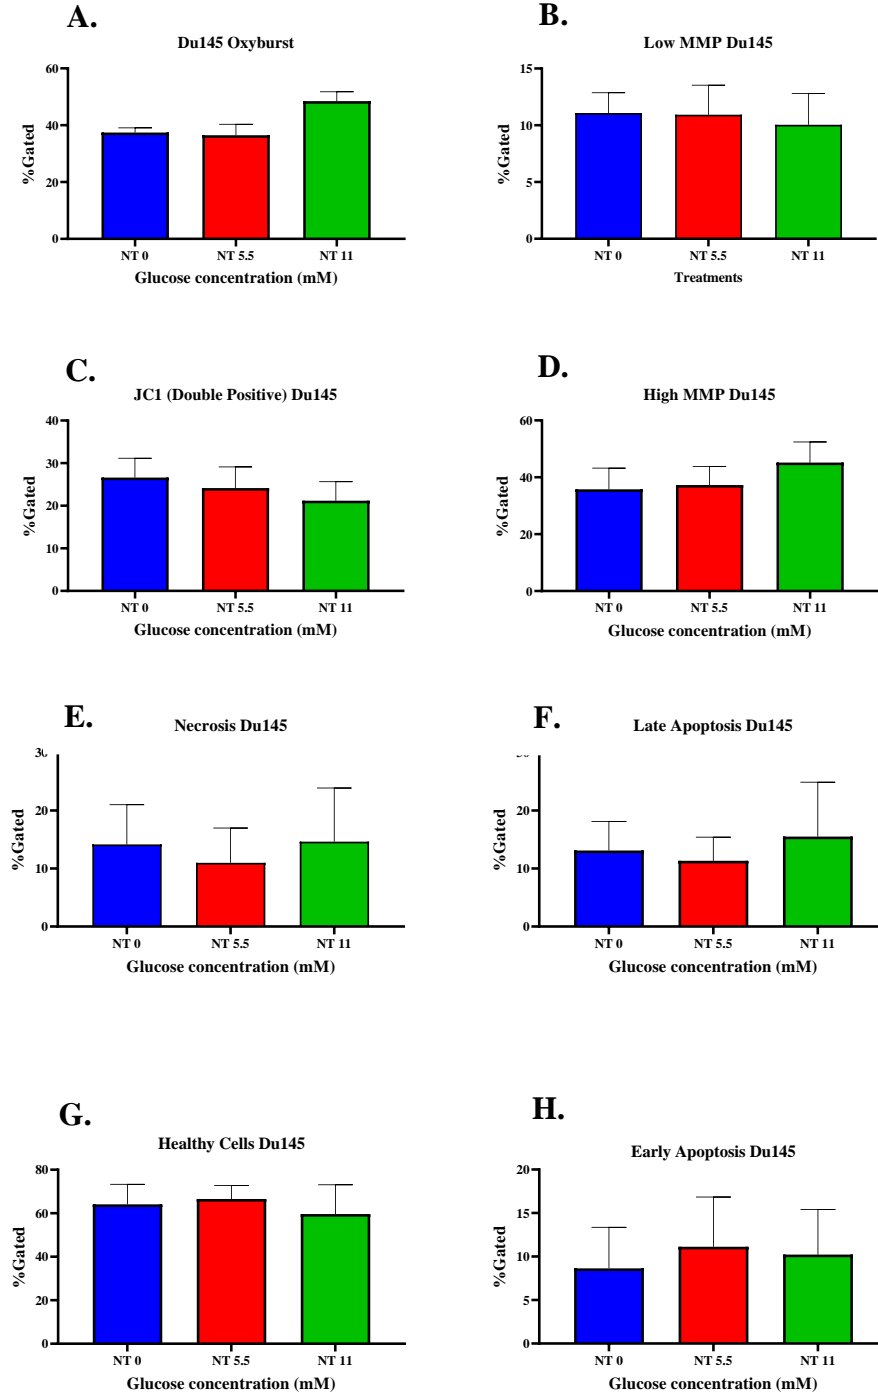 A.
Du145 Oxyburst
60
40
20
0
%Gated
NT 0 NT 5.5 NT 11
Glucose concentration (mM)
B.
Low MMP Du145
15
10
5
0
%Gated
NT 0 NT 5.5 NT 11
Treatments
C.
JC1 (Double Positive) Du145
40
30
20
10
0
%Gated
NT 0 NT 5.5 NT 11
Glucose concentration (mM)
D.
High MMP Du145
60
40
20
0
%Gated
NT 0 NT 5.5 NT 11
Glucose concentration (mM)
E.
Necrosis Du145
20
10
0
%Gated
NT 0 NT 5.5 NT 11
Glucose concentration (mM)
F.
Late Apoptosis Du145
20
10
0
%Gated
NT 0 NT 5.5 NT 11
Glucose concentration (mM)
G.
Healthy Cells Du145
80
60
40
20
0
%Gated
NT 0 NT 5.5 NT 11
Glucose concentration (mM)
H.
Early Apoptosis Du145
20
15
10
5
0
%Gated
NT 0 NT 5.5 NT 11
Glucose concentration (mM)